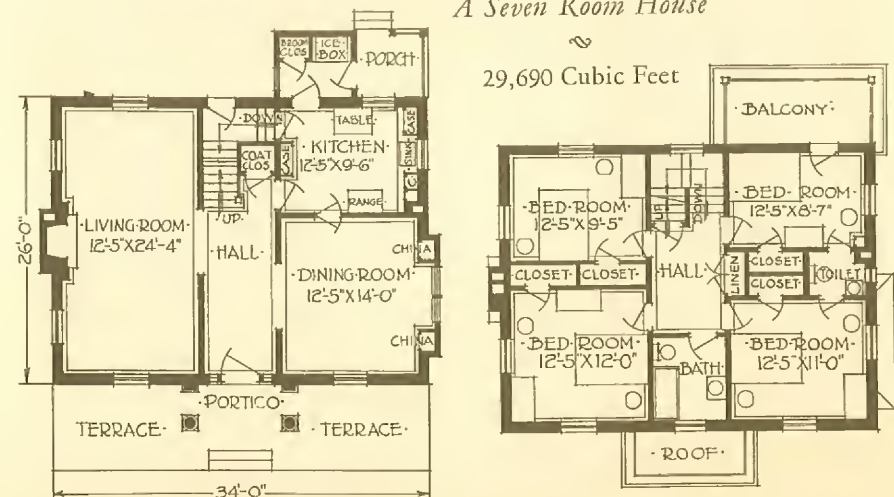 A Seven Room House
29,690 Cubic Feet
BROOM
CLOS
ICE
BOX
PORCH
DOWN
TABLE
CASE
KITCHEN
12'-5"X9'-6"
SINK
C.T.
COAT
CLOS
CASE
RANGE
UP
LIVING·ROOM
12'-5"X24'-4"
HALL
CHINA
DINING·ROOM
12'-5"X14'-0"
CHINA
26'-0"
PORTICO
TERRACE
TERRACE
34'-0"
BALCONY
BED·ROOM
12'-5"X9'-5"
UP
DOWN
BED·ROOM
12'-5"X8'-7"
CLOSET
CLOSET
HALL
LINEN
CLOSET
CLOSET
TOILET
BED·ROOM
12'-5"X12'-0"
BATH
BED·ROOM
12'-5"X11'-0"
ROOF